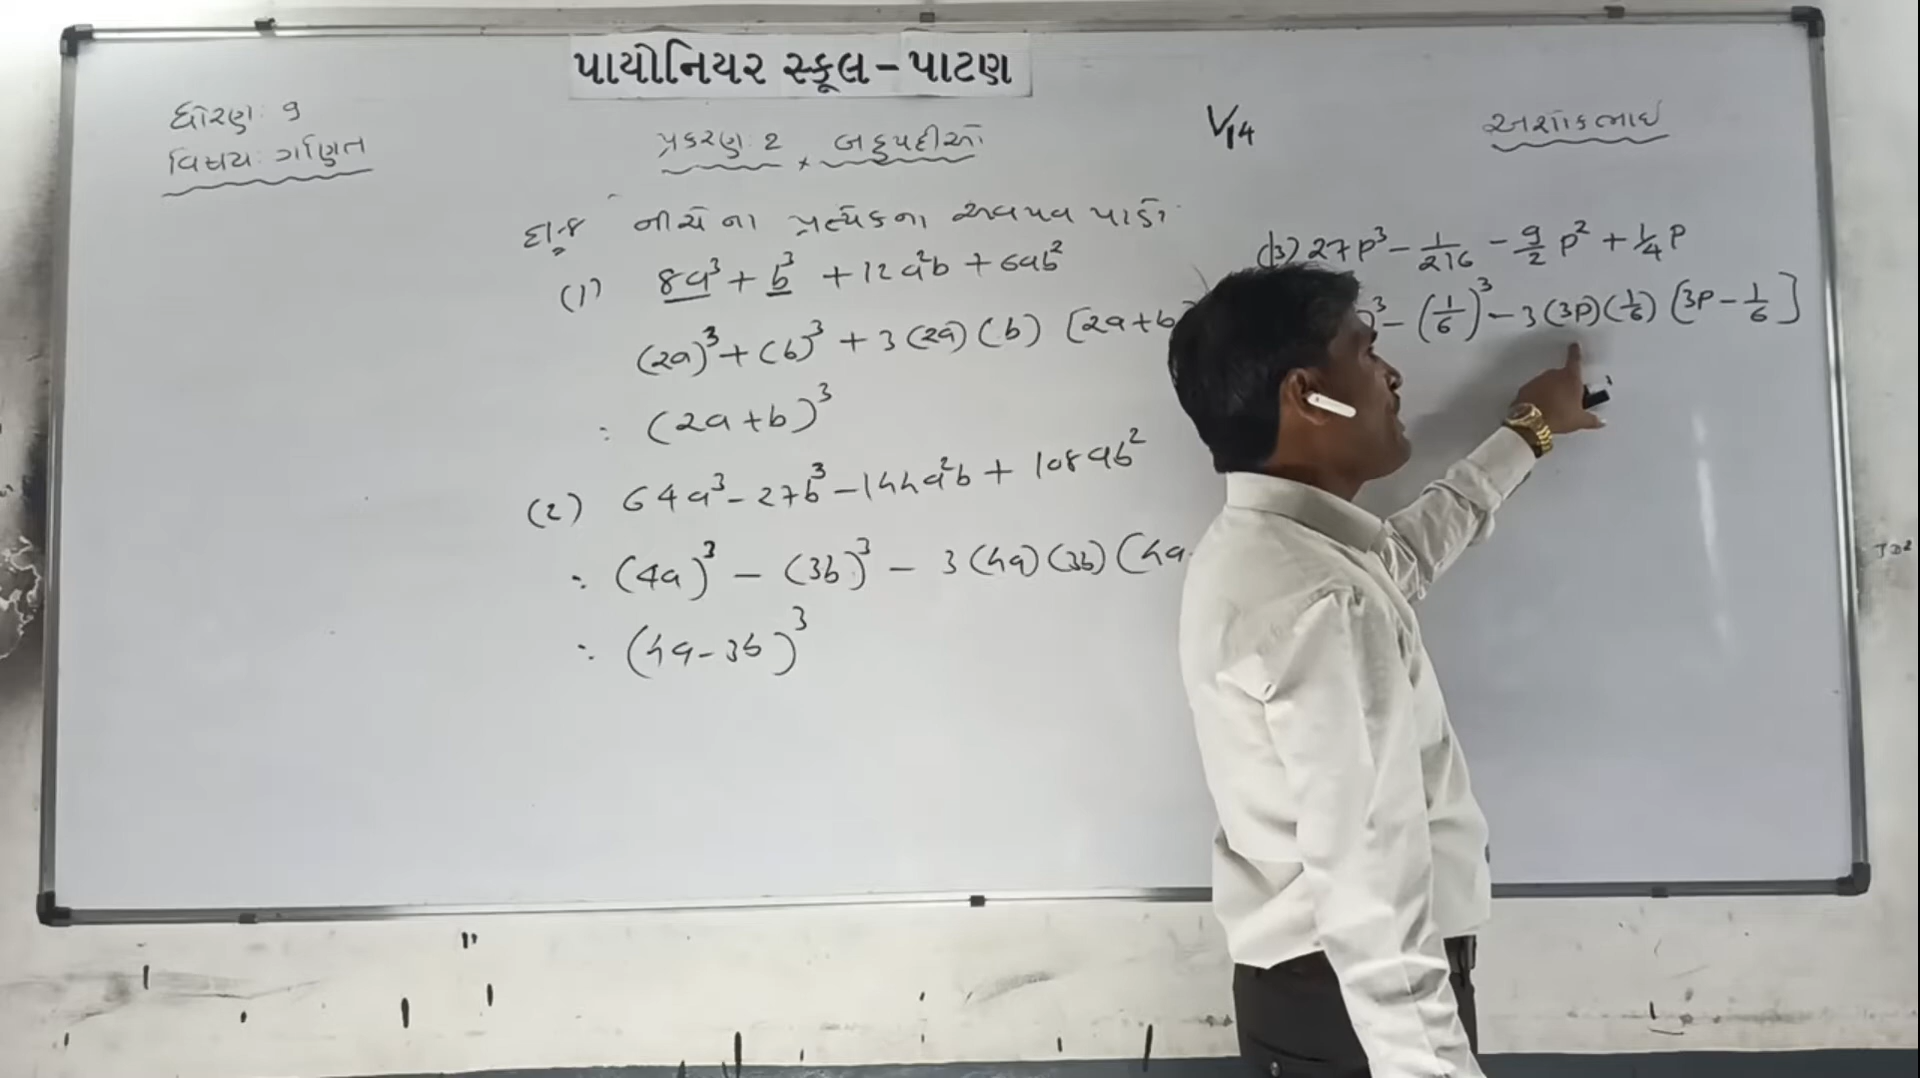 પાયોનિયર સ્કૂલ – પાટણ
ધોરણ: 9
વિષય: ગણિત
પ્રકરણ: 2 , બહુપદીઓ
V/14
અશોકભાઇ
દા.8 નીચેના પ્રત્યેકના અવયવ પાડો.
(1) 8a³ + b³ + 12a²b + 6ab²
(2a)³ + (b)³ + 3(2a)(b) [2a+b
∴ (2a+b)³
(2) 64a³ - 27b³ - 144a²b + 108ab²
∴ (4a)³ - (3b)³ - 3(4a)(3b)(4a
∴ (4a-3b)³
(3) 27p³ - 1/216 - 9/2 p² + 1/4 p
)³ - (1/6)³ - 3(3p)(1/6) [3p - 1/6]